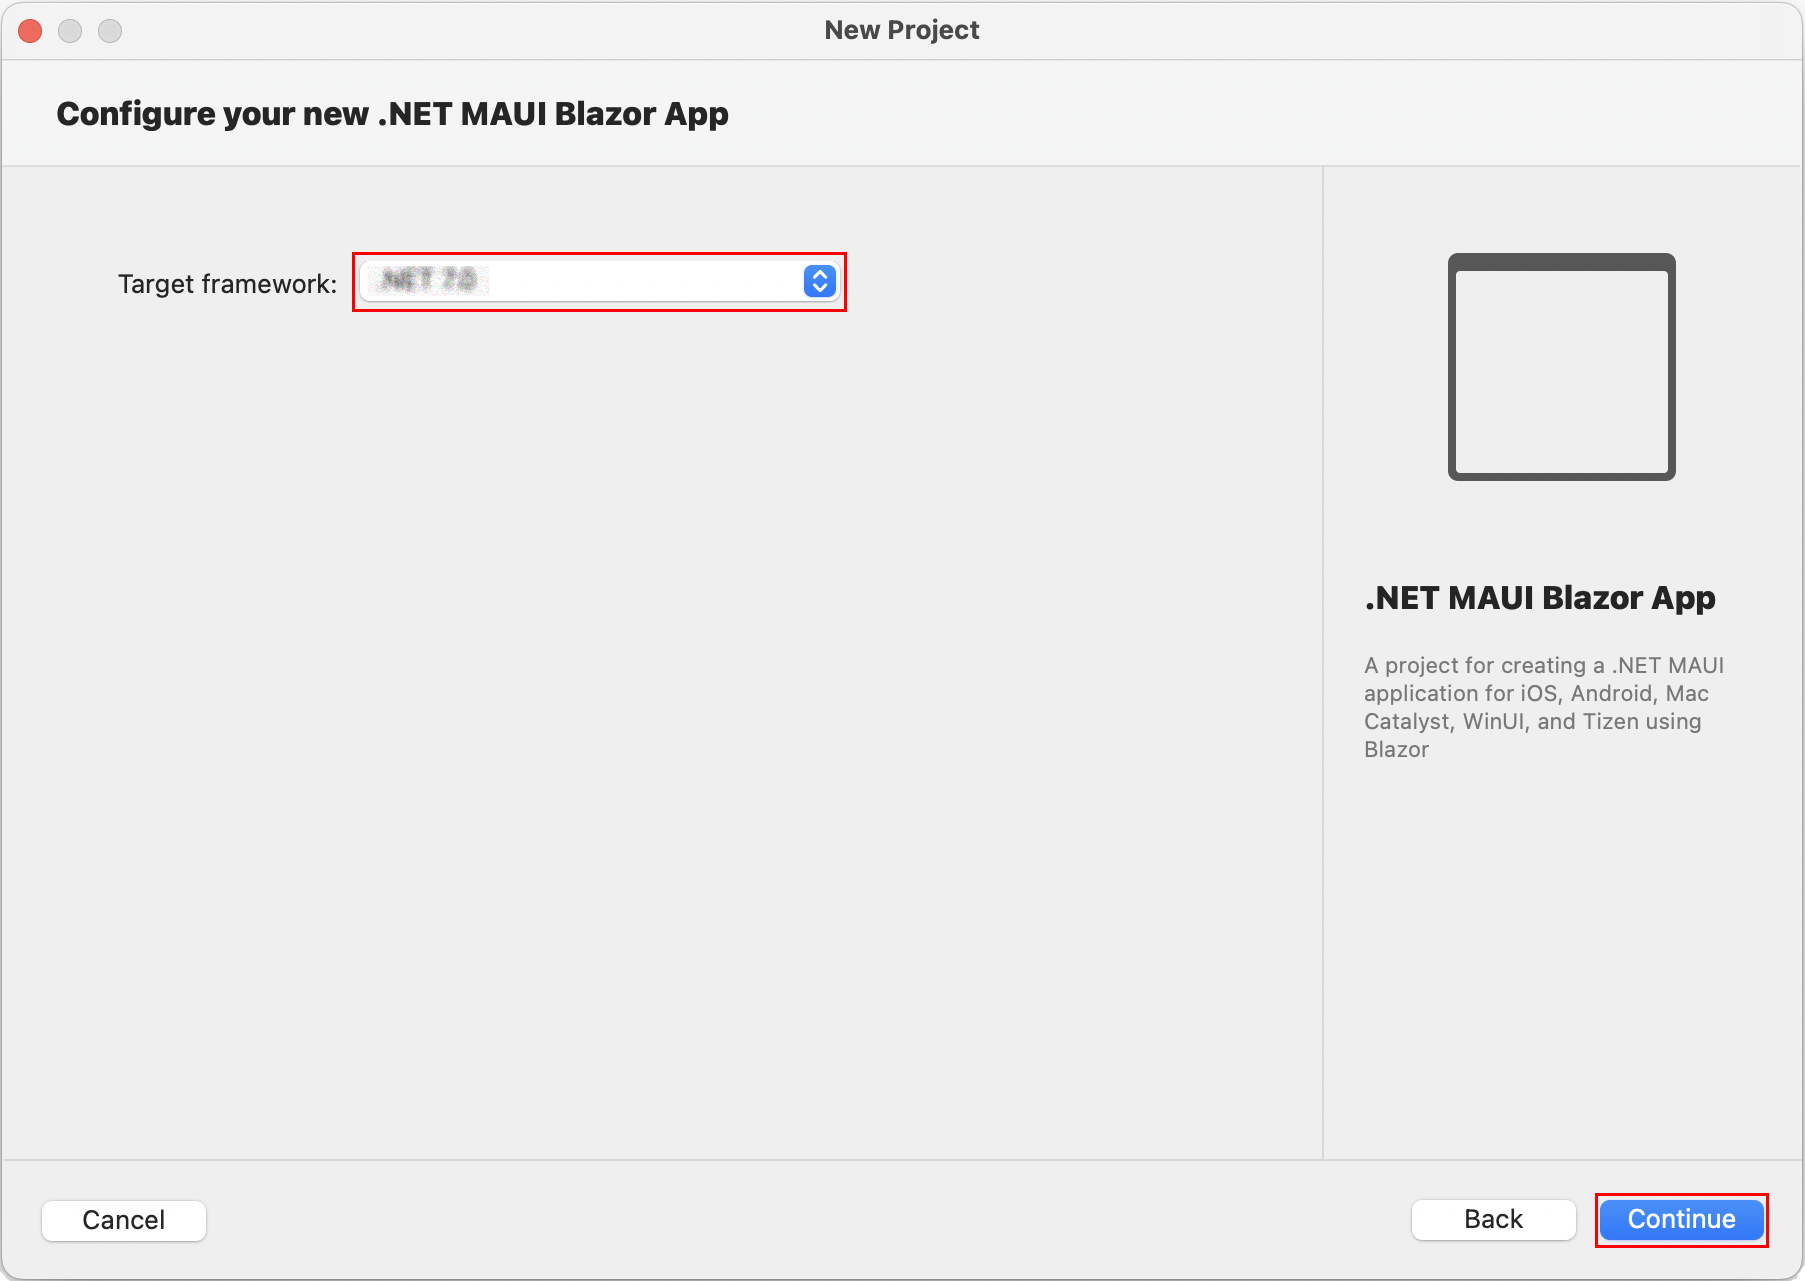 New Project
Configure your new .NET MAUI Blazor App
Target framework:
.NET MAUI Blazor App
A project for creating a .NET MAUI
application for iOS, Android, Mac
Catalyst, WinUI, and Tizen using
Blazor
Cancel
Back
Continue